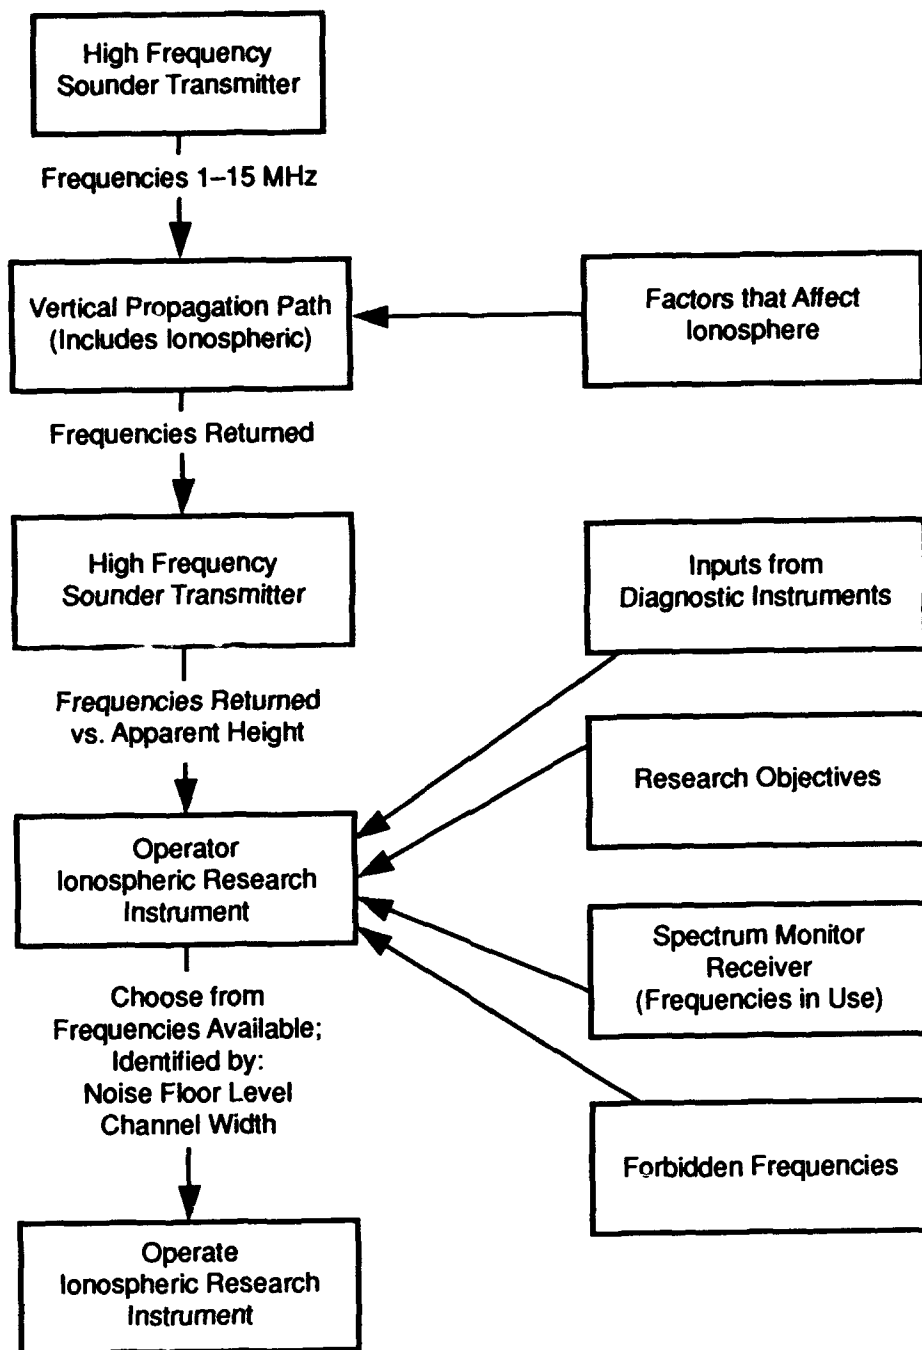 High Frequency
Sounder Transmitter
Frequencies 1–15 MHz
Vertical Propagation Path
(Includes Ionospheric)
Factors that Affect
Ionosphere
Frequencies Returned
High Frequency
Sounder Transmitter
Inputs from
Diagnostic Instruments
Frequencies Returned
vs. Apparent Height
Research Objectives
Operator
Ionospheric Research
Instrument
Spectrum Monitor
Receiver
(Frequencies in Use)
Choose from
Frequencies Available;
Identified by:
Noise Floor Level
Channel Width
Forbidden Frequencies
Operate
Ionospheric Research
Instrument